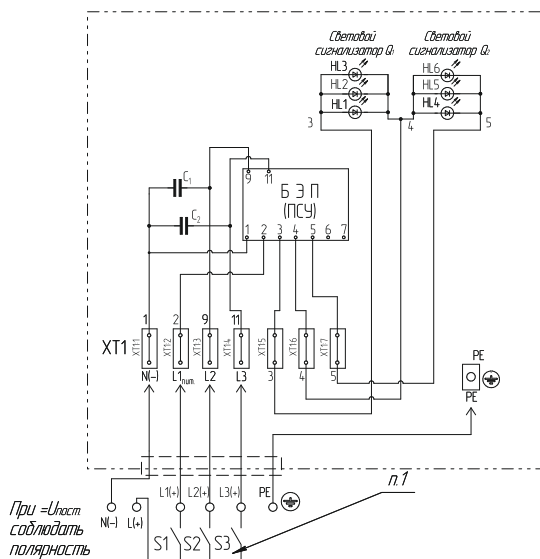 Световой
сигнализатор Q₁
Световой
сигнализатор Q₂
HL3
HL2
HL1
HL6
HL5
HL4
3
4
5
C₁
C₂
9
11
БЭП
(ПСУ)
1
2
3
4
5
6
7
1
2
9
11
XT1
XT11
XT12
XT13
XT14
XT15
XT16
XT17
N(-)
L1пит.
L2
L3
3
4
5
PE
PE
N(-)
L(+)
L1(+)
L2(+)
L3(+)
PE
S1
S2
S3
п.1
При =Uпост.
соблюдать
полярность